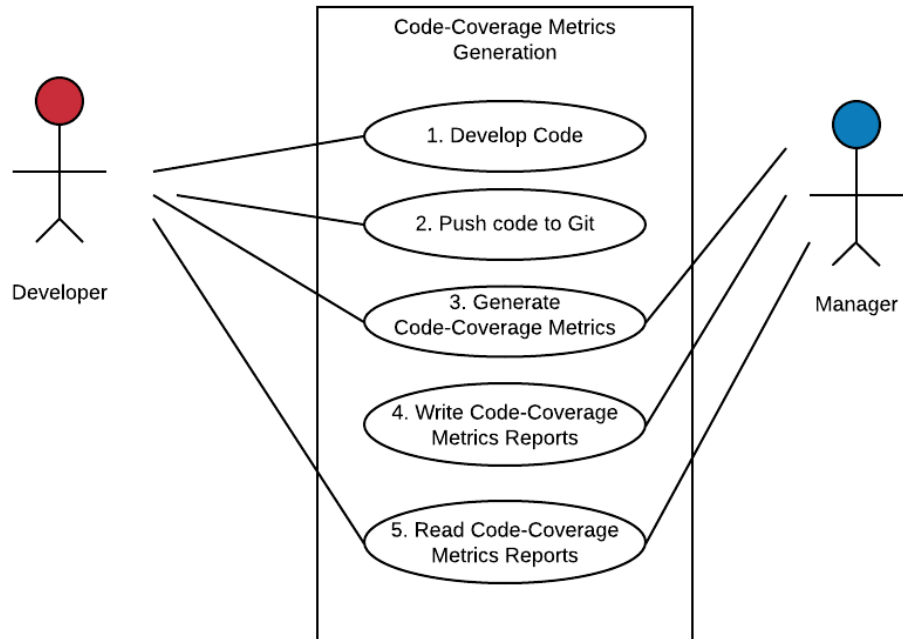 Code-Coverage Metrics
Generation
1. Develop Code
2. Push code to Git
Developer
3. Generate
Code-Coverage Metrics
Manager
4. Write Code-Coverage
Metrics Reports
5. Read Code-Coverage
Metrics Reports